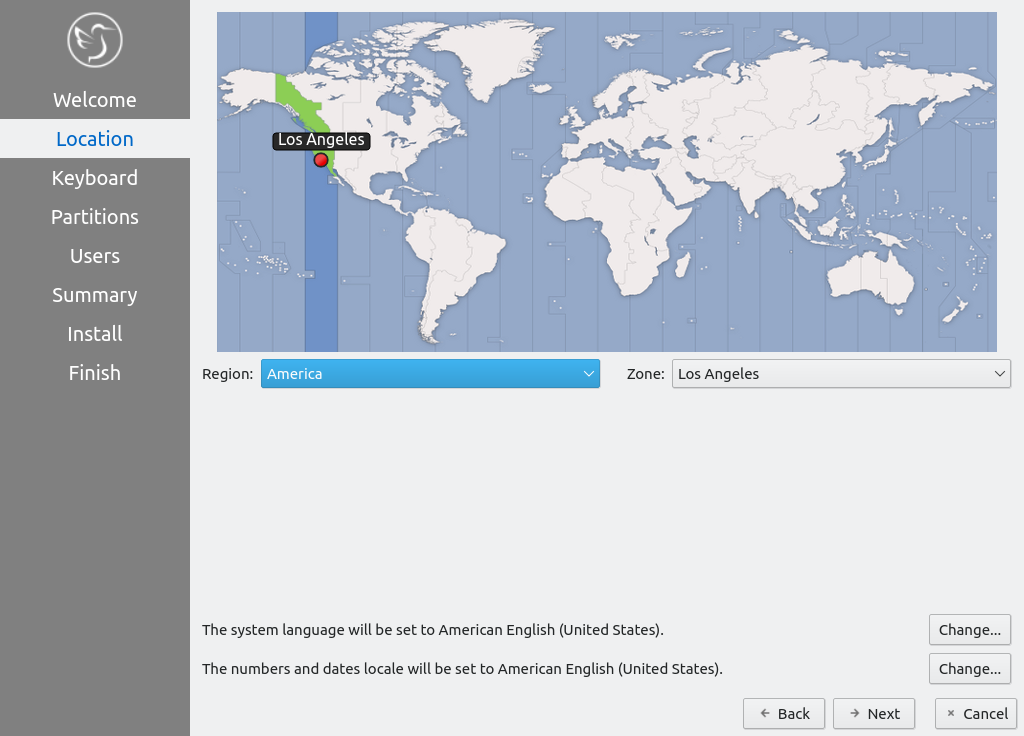 Welcome
Location
Keyboard
Partitions
Users
Summary
Install
Finish
Los Angeles
Region: America Zone: Los Angeles
The system language will be set to American English (United States). Change...
The numbers and dates locale will be set to American English (United States). Change...
Back Next Cancel